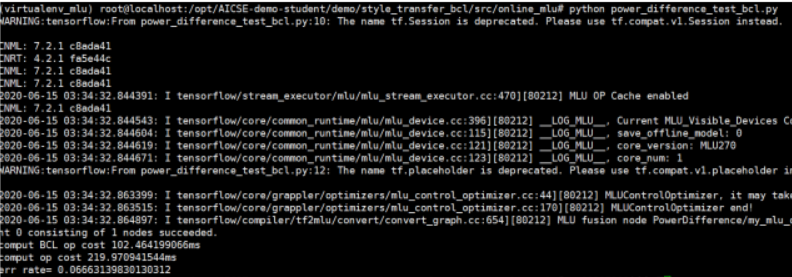 (virtualenv_mlu) root@localhost:/opt/AICSE-demo-student/demo/style_transfer_bcl/src/online_mlu# python power_difference_test_bcl.py
WARNING:tensorflow:From power_difference_test_bcl.py:10: The name tf.Session is deprecated. Please use tf.compat.v1.Session instead.
CNML: 7.2.1 c8ada41
CNRT: 4.2.1 fa5e44c
CNML: 7.2.1 c8ada41
CNML: 7.2.1 c8ada41
2020-06-15 03:34:32.844391: I tensorflow/stream_executor/mlu/mlu_stream_executor.cc:470][80212] MLU OP Cache enabled
CNML: 7.2.1 c8ada41
2020-06-15 03:34:32.844543: I tensorflow/core/common_runtime/mlu/mlu_device.cc:396][80212] __LOG_MLU__, Current MLU_Visible_Devices Co
2020-06-15 03:34:32.844604: I tensorflow/core/common_runtime/mlu/mlu_device.cc:115][80212] __LOG_MLU__, save_offline_model: 0
2020-06-15 03:34:32.844619: I tensorflow/core/common_runtime/mlu/mlu_device.cc:121][80212] __LOG_MLU__, core_version: MLU270
2020-06-15 03:34:32.844671: I tensorflow/core/common_runtime/mlu/mlu_device.cc:123][80212] __LOG_MLU__, core_num: 1
WARNING:tensorflow:From power_difference_test_bcl.py:12: The name tf.placeholder is deprecated. Please use tf.compat.v1.placeholder in
2020-06-15 03:34:32.863399: I tensorflow/core/grappler/optimizers/mlu_control_optimizer.cc:44][80212] MLUControlOptimizer, it may take
2020-06-15 03:34:32.863515: I tensorflow/core/grappler/optimizers/mlu_control_optimizer.cc:170][80212] MLUControlOptimizer end!
2020-06-15 03:34:32.864897: I tensorflow/compiler/tf2mlu/convert/convert_graph.cc:654][80212] MLU fusion node PowerDifference/my_mlu_o
nt 0 consisting of 1 nodes succeeded.
comput BCL op cost 102.464199066ms
comput op cost 219.970941544ms
err rate= 0.06663139830130312